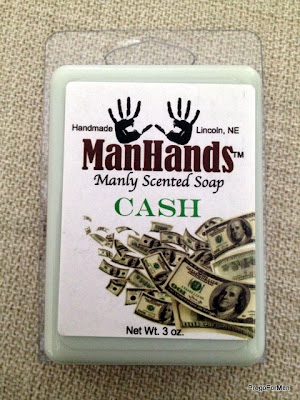 Handmade Lincoln, NE
ManHands™
Manly Scented Soap
CASH
Net Wt. 3 oz.